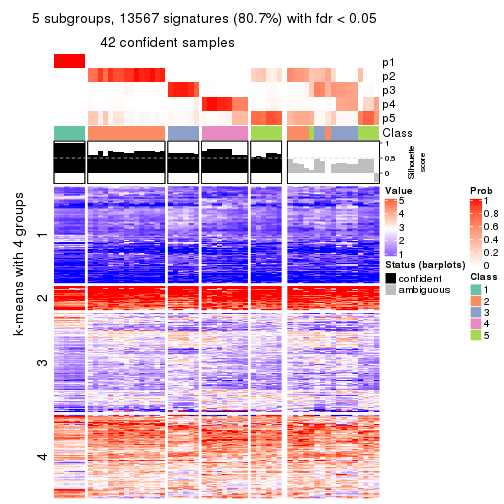 5 subgroups, 13567 signatures (80.7%) with fdr < 0.05
42 confident samples
p1
p2
p3
p4
p5
Class
1
0.5
0
Silhouette
score
k-means with 4 groups
1
2
3
4
Value
5
4
3
2
1
Status (barplots)
confident
ambiguous
Prob
1
0.8
0.6
0.4
0.2
0
Class
1
2
3
4
5